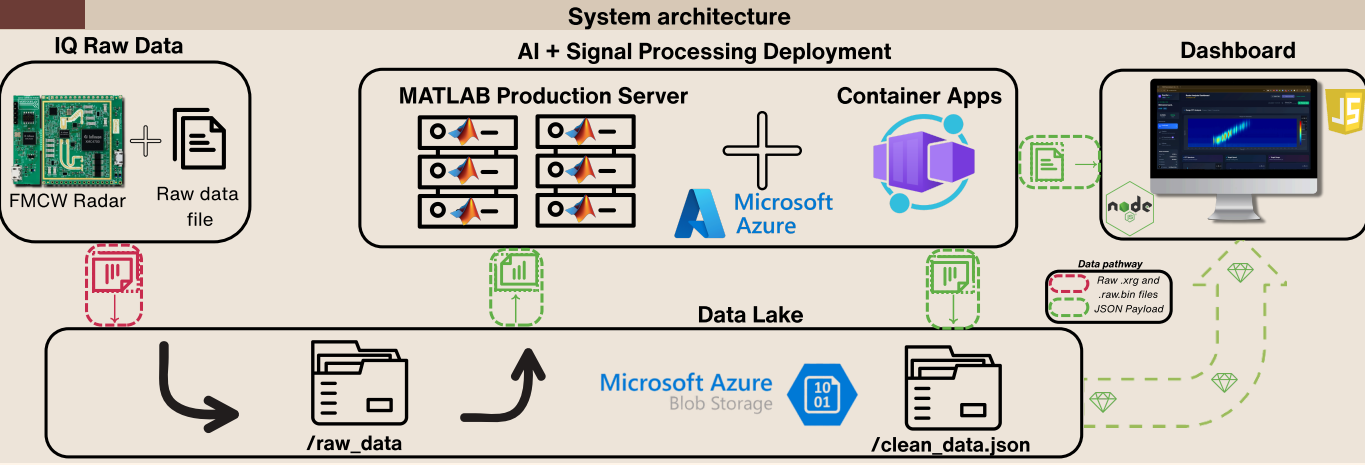 System architecture
IQ Raw Data
FMCW Radar
Raw data
file
AI + Signal Processing Deployment
MATLAB Production Server
Container Apps
Microsoft
Azure
Dashboard
JS
node
JS
Data pathway
Raw .xrg and
.raw.bin files
JSON Payload
Data Lake
/raw_data
Microsoft Azure
Blob Storage
10
01
/clean_data.json